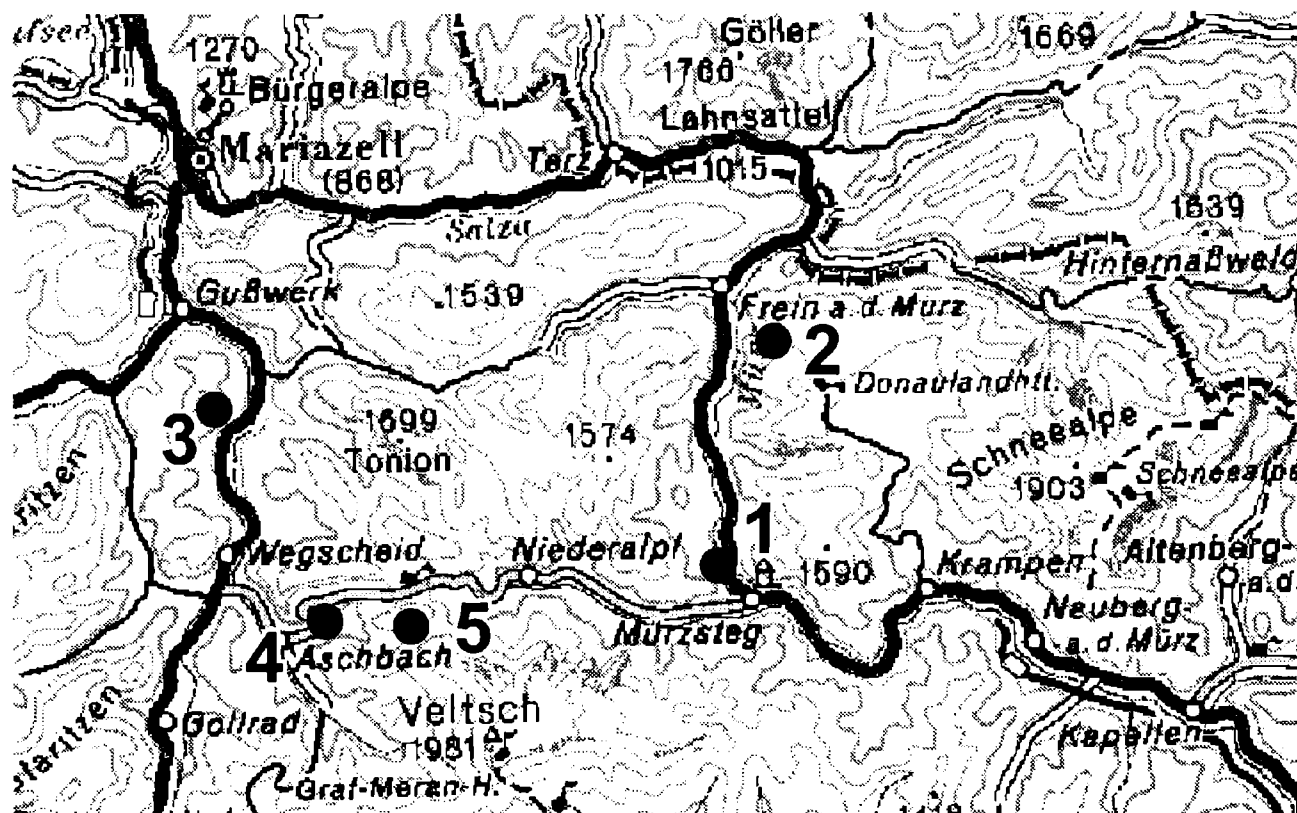 Göller
1669
1270
1766
Bürgeralpe
Lahnsattel
Mariazell
Terz
(868)
1015
1639
Salza
Hinternaßwald
Gußwerk
1539
Frein a.d. Mürz
2
Donaulandhtt.
3
1699
1574
Tonion
Schneealpe
1903
Schneealpe
1
Wegscheid
Niederalpl
1590
Krampen
Altenberg-
a.d.
Neuberg-
a.d. Mürz
Mürzsteg
4
5
Aschbach
Veitsch
1981
Gollrad
Kapellen
Graf-Meran-H.